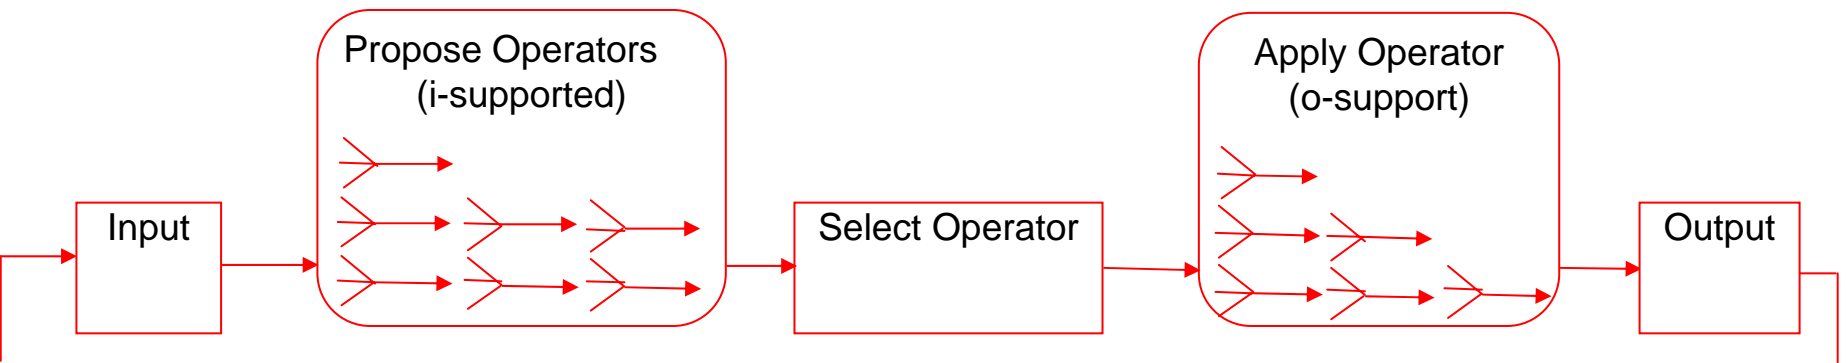 Input
Propose Operators
(i-supported)
Select Operator
Apply Operator
(o-support)
Output